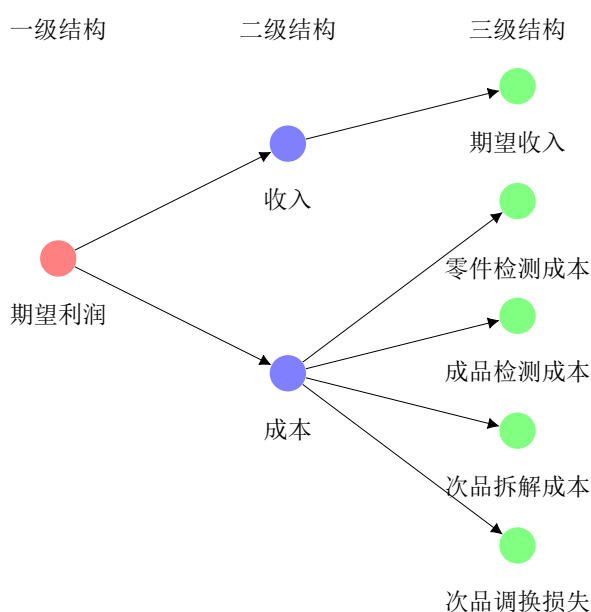 一级结构
二级结构
三级结构
期望收入
收入
零件检测成本
期望利润
成品检测成本
成本
次品拆解成本
次品调换损失